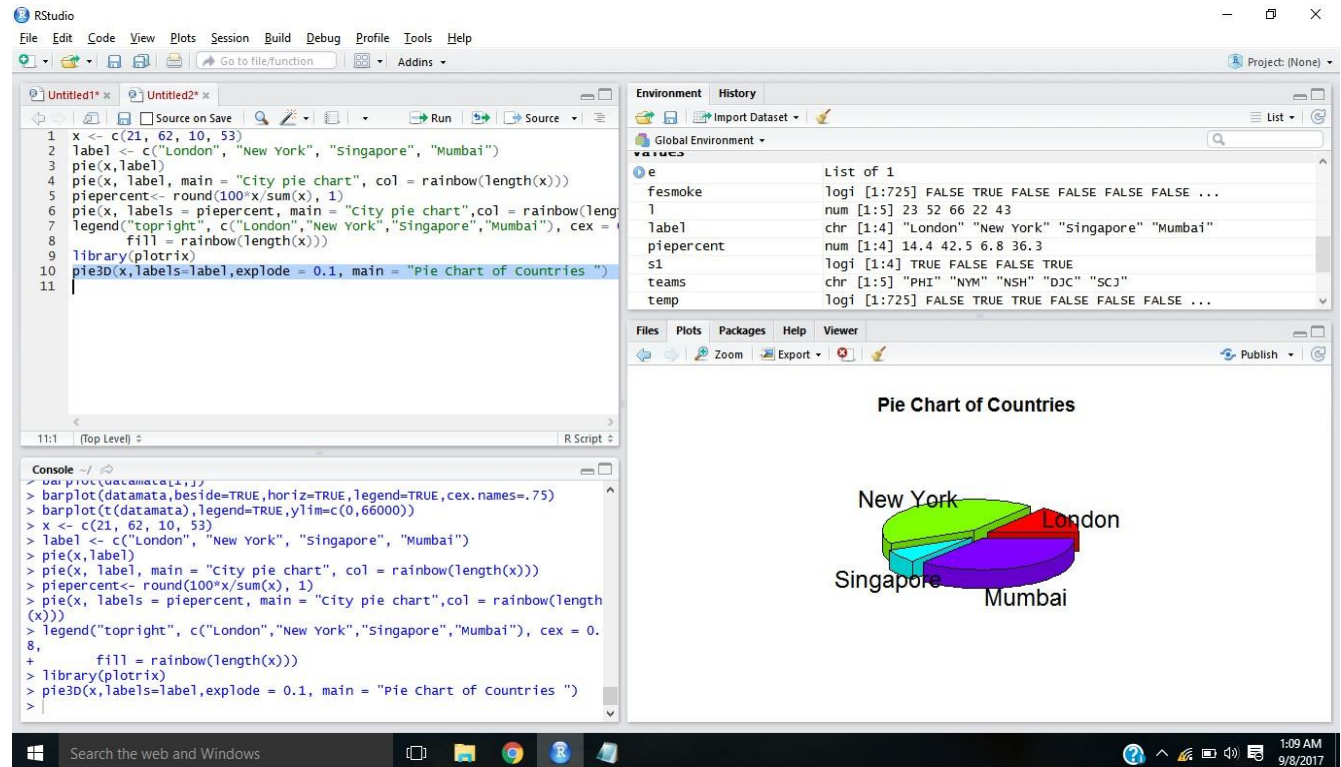 RStudio
File Edit Code View Plots Session Build Debug Profile Tools Help
Go to file/function Addins Project: (None)
Untitled1* Untitled2*
Source on Save Run Source
1 x <- c(21, 62, 10, 53)
2 label <- c("London", "New York", "Singapore", "Mumbai")
3 pie(x,label)
4 pie(x, label, main = "City pie chart", col = rainbow(length(x)))
5 piepercent<- round(100*x/sum(x), 1)
6 pie(x, labels = piepercent, main = "City pie chart",col = rainbow(leng
7 legend("topright", c("London","New York","Singapore","Mumbai"), cex =
8 fill = rainbow(length(x)))
9 library(plotrix)
10 pie3D(x,labels=label,explode = 0.1, main = "Pie Chart of Countries ")
11
11:1 (Top Level) R Script
Console ~/
> barplot(datamata[1,])
> barplot(datamata,beside=TRUE,horiz=TRUE,legend=TRUE,cex.names=.75)
> barplot(t(datamata),legend=TRUE,ylim=c(0,66000))
> x <- c(21, 62, 10, 53)
> label <- c("London", "New York", "Singapore", "Mumbai")
> pie(x,label)
> pie(x, label, main = "City pie chart", col = rainbow(length(x)))
> piepercent<- round(100*x/sum(x), 1)
> pie(x, labels = piepercent, main = "City pie chart",col = rainbow(length
(x)))
> legend("topright", c("London","New York","Singapore","Mumbai"), cex = 0.
8,
+ fill = rainbow(length(x)))
> library(plotrix)
> pie3D(x,labels=label,explode = 0.1, main = "Pie Chart of Countries ")
>
Environment History
Import Dataset List
Global Environment
Values
e List of 1
fesmoke logi [1:725] FALSE TRUE FALSE FALSE FALSE FALSE ...
l num [1:5] 23 52 66 22 43
label chr [1:4] "London" "New York" "Singapore" "Mumbai"
piepercent num [1:4] 14.4 42.5 6.8 36.3
s1 logi [1:4] TRUE FALSE FALSE TRUE
teams chr [1:5] "PHI" "NYM" "NSH" "DJC" "SCJ"
temp logi [1:725] FALSE TRUE TRUE FALSE FALSE FALSE ...
Files Plots Packages Help Viewer
Zoom Export Publish
Pie Chart of Countries
New York
London
Singapore
Mumbai
Search the web and Windows
1:09 AM
9/8/2017